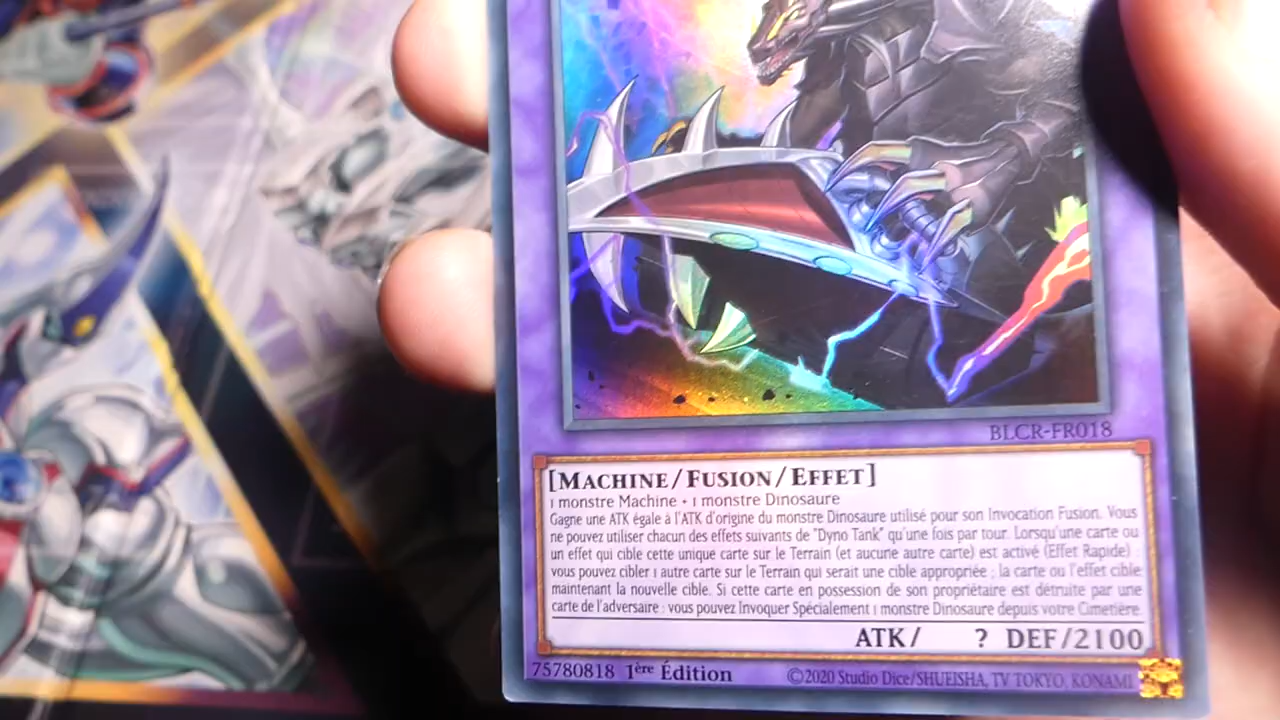 BLCR-FR018
[MACHINE/FUSION/EFFET]
1 monstre Machine + 1 monstre Dinosaure
Gagne une ATK égale à l'ATK d'origine du monstre Dinosaure utilisé pour son Invocation Fusion. Vous
ne pouvez utiliser chacun des effets suivants de "Dyno Tank" qu'une fois par tour. Lorsqu'une carte ou
un effet qui cible cette unique carte sur le Terrain (et aucune autre carte) est activé (Effet Rapide) :
vous pouvez cibler 1 autre carte sur le Terrain qui serait une cible appropriée ; la carte ou l'effet cible
maintenant la nouvelle cible. Si cette carte en possession de son propriétaire est détruite par une
carte de l'adversaire : vous pouvez Invoquer Spécialement 1 monstre Dinosaure depuis votre Cimetière.
ATK/ ? DEF/2100
75780818 1ère Édition ©2020 Studio Dice/SHUEISHA, TV TOKYO, KONAMI